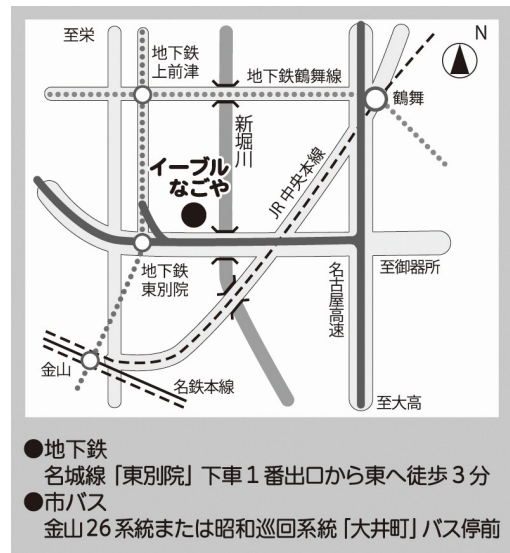 至栄
N
地下鉄
上前津
地下鉄鶴舞線
鶴舞
新堀川
イーブル
なごや
JR中央本線
地下鉄
東別院
名古屋高速
至御器所
金山
名鉄本線
至大高
●地下鉄
名城線「東別院」下車1番出口から東へ徒歩3分
●市バス
金山26系統または昭和巡回系統「大井町」バス停前